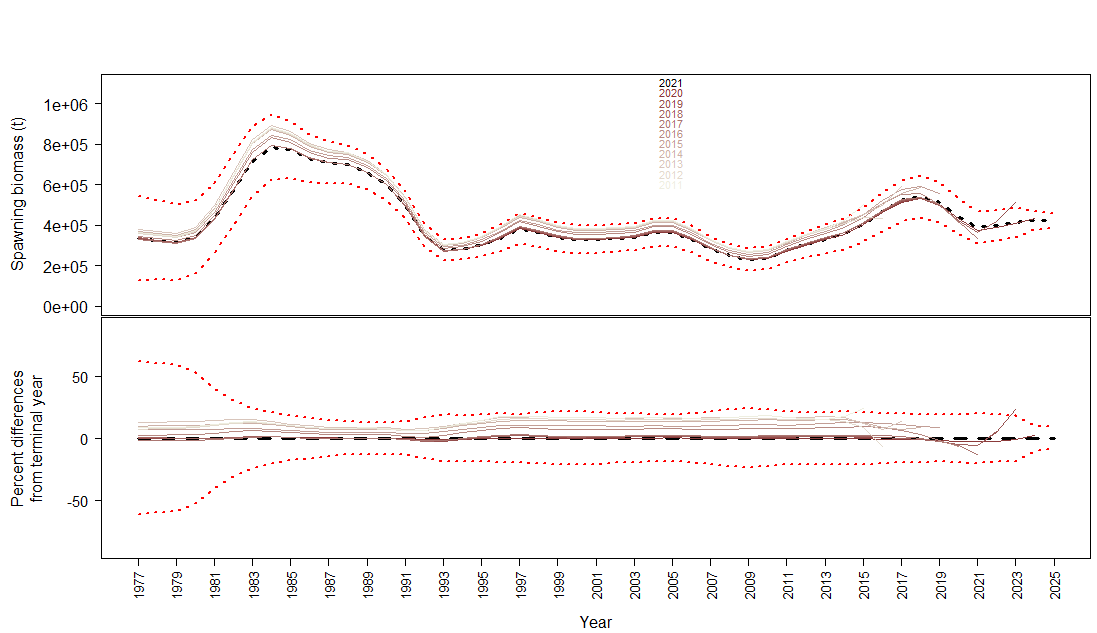 Spawning biomass (t)
1e+06
8e+05
6e+05
4e+05
2e+05
0e+00
2021
2020
2019
2018
2017
2016
2015
2014
2013
2012
2011
Percent differences
from terminal year
50
0
-50
1977 1979 1981 1983 1985 1987 1989 1991 1993 1995 1997 1999 2001 2003 2005 2007 2009 2011 2013 2015 2017 2019 2021 2023 2025
Year